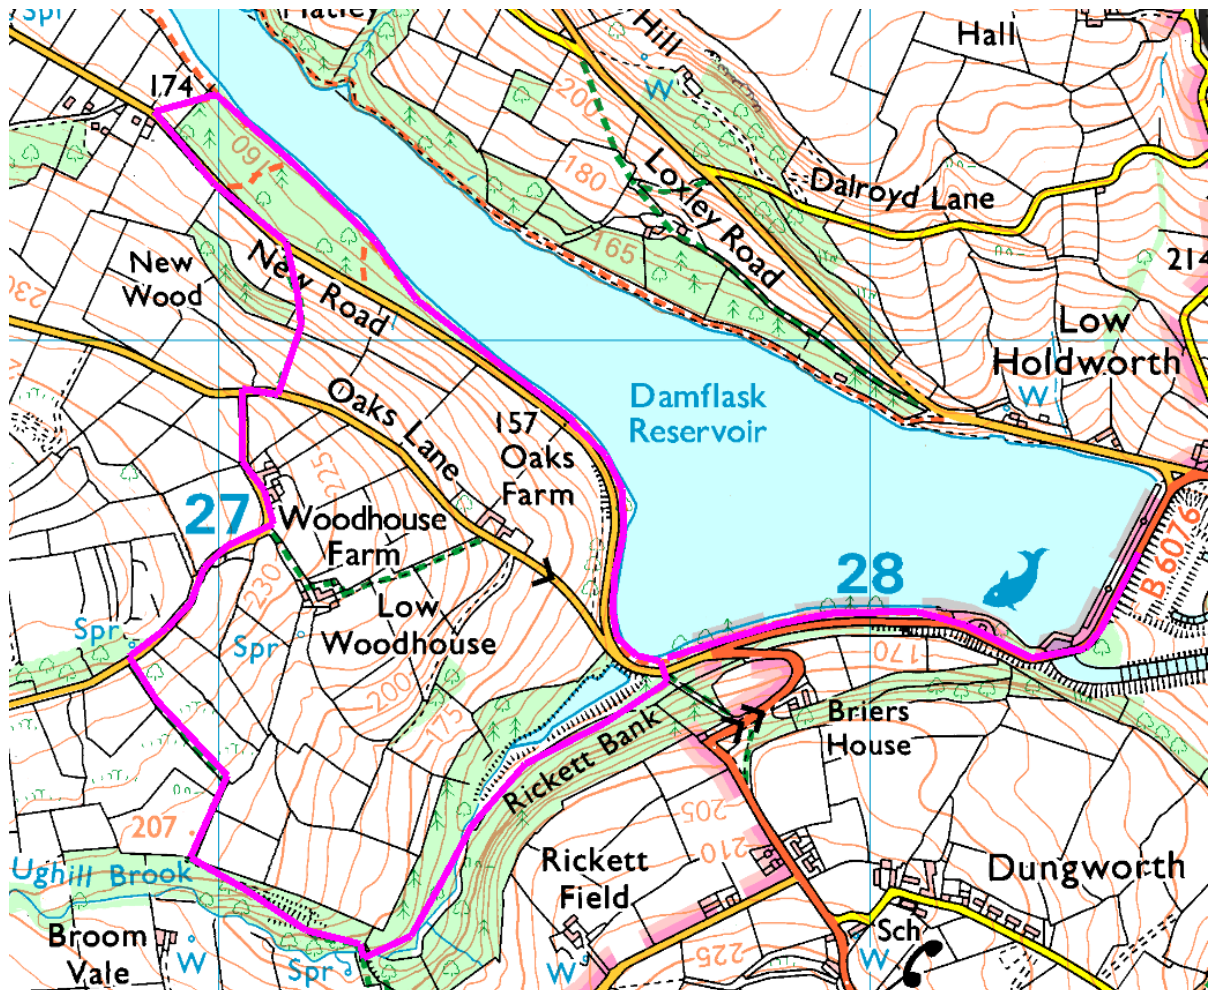 Spr
Hill
Hall
174
W
200
160
180
Loxley Road
Dalroyd Lane
165
214
New
Wood
New Road
230
Low
Holdworth
W
Oaks Lane
Damflask
Reservoir
157
Oaks
Farm
225
27
Woodhouse
Farm
B 6076
28
230
Low
Woodhouse
Spr
Spr
170
200
175
Briers
House
Rickett Bank
207
205
210
Ughill Brook
Rickett
Field
Dungworth
Broom
Vale
W
Spr
W
225
Sch
W